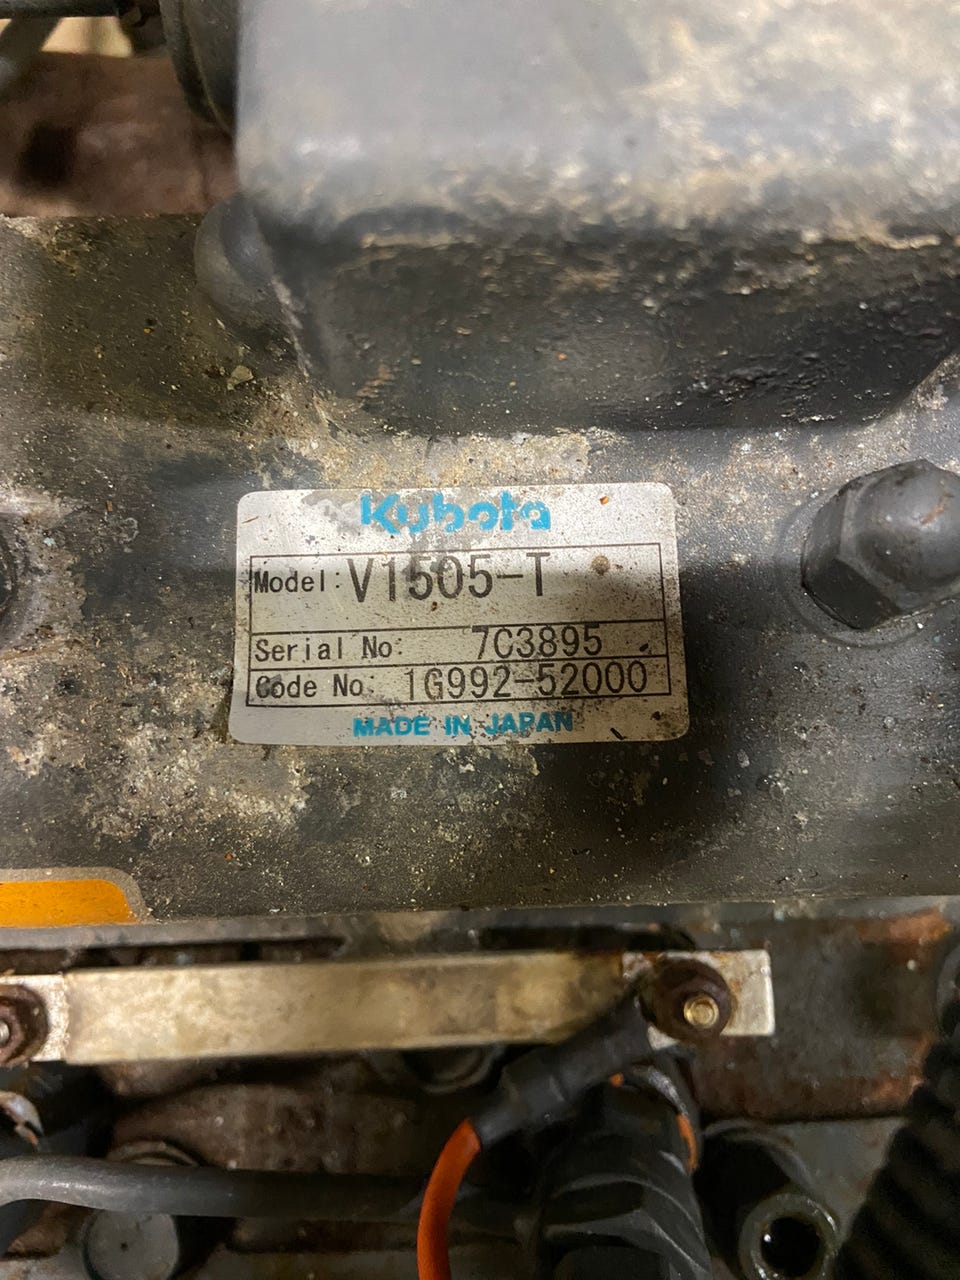 Kubota
Model: V1505-T
Serial No. 7C3895
Code No. 1G992-52000
MADE IN JAPAN